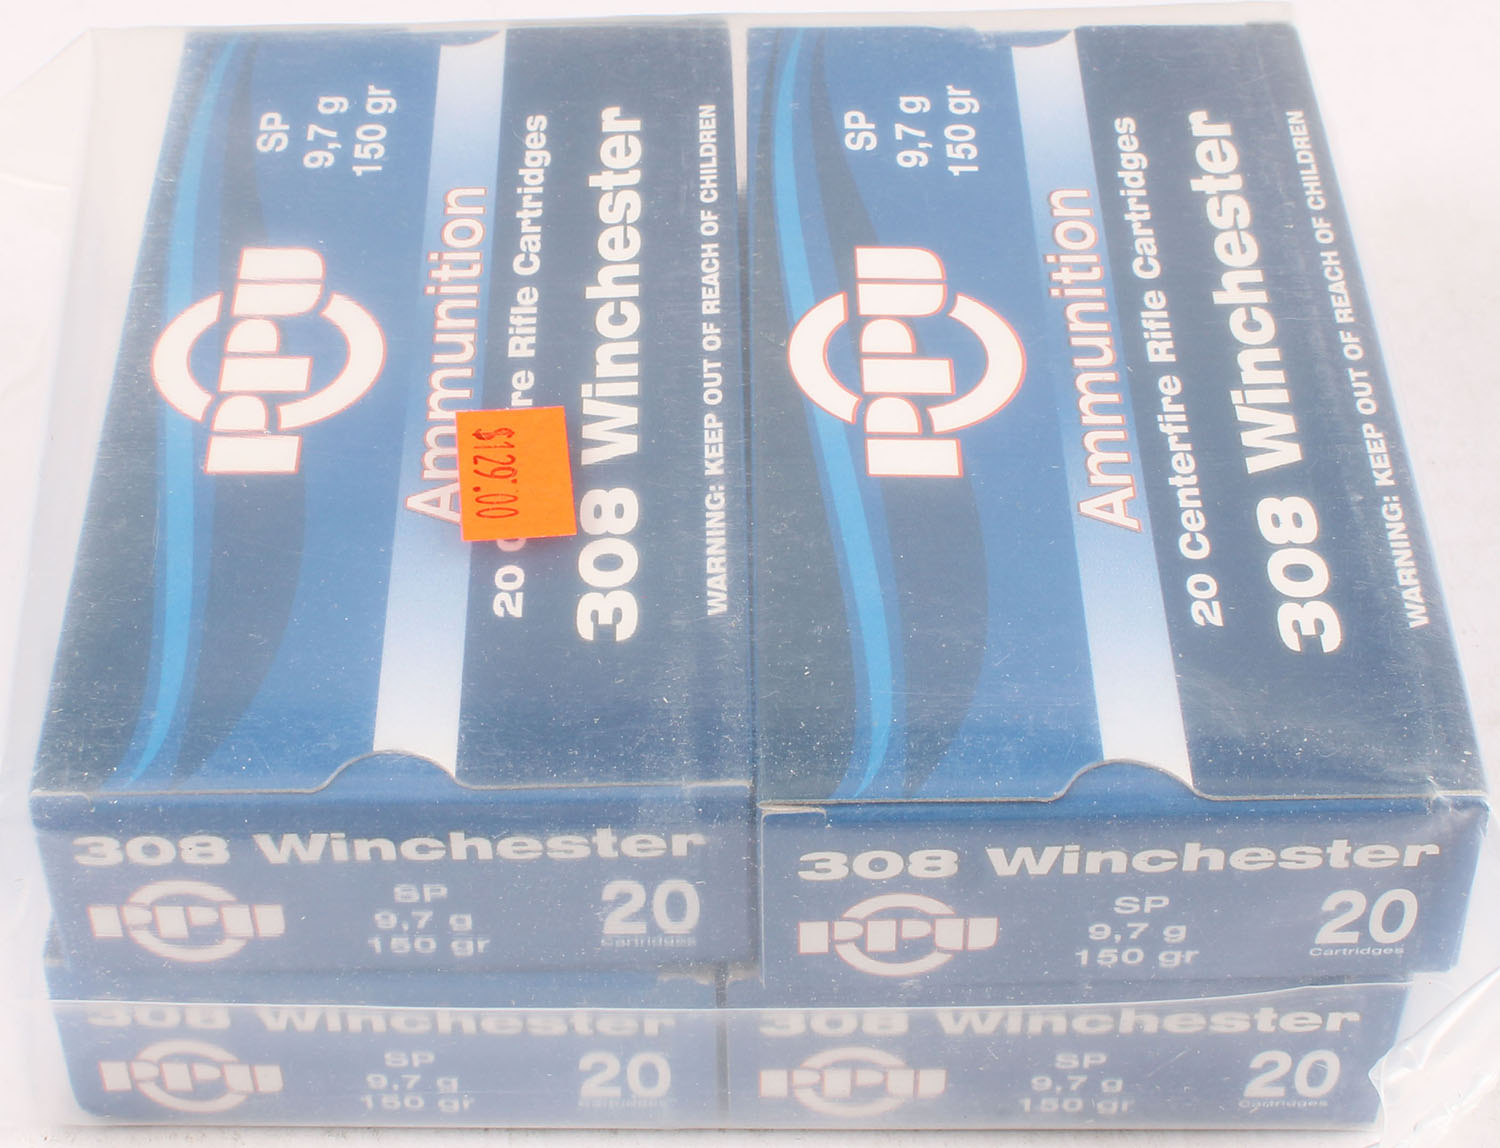 SP
9,7 g
150 gr
PPU
Ammunition
20 re Rifle Cartridges
308 Winchester
WARNING: KEEP OUT OF REACH OF CHILDREN
$129.00
SP
9,7 g
150 gr
PPU
Ammunition
20 Centerfire Rifle Cartridges
308 Winchester
WARNING: KEEP OUT OF REACH OF CHILDREN
308 Winchester
PPU
SP
9,7 g
150 gr
20
Cartridges
308 Winchester
PPU
SP
9,7 g
150 gr
20
Cartridges
308 Winchester
PPU
SP
9,7 g
150 gr
20
308 Winchester
PPU
SP
9,7 g
150 gr
20
Cartridges